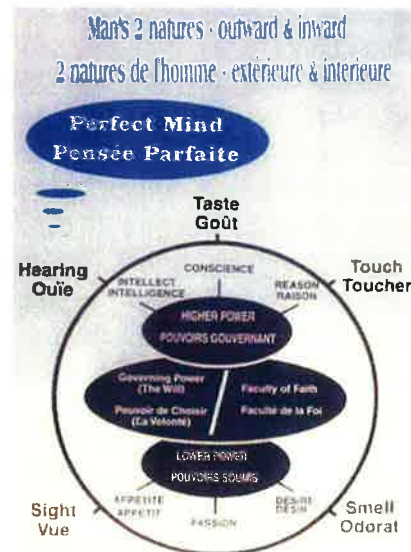 Man's 2 natures - outward & inward
2 natures de l'homme - extérieure & intérieure
Perfect Mind
Pensée Parfaite
Taste
Goût
Hearing
Ouïe
Touch
Toucher
CONSCIENCE
INTELLECT
INTELLIGENCE
REASON
RAISON
HIGHER POWER
POUVOIRS GOUVERNANT
Governing Power
(The Will)
Pouvoir de Choisir
(La Volonté)
Faculty of Faith
Faculté de la Foi
LOWER POWER
POUVOIRS SOUMIS
APPETITE
APPETIT
PASSION
DESIRE
DESIR
Sight
Vue
Smell
Odorat